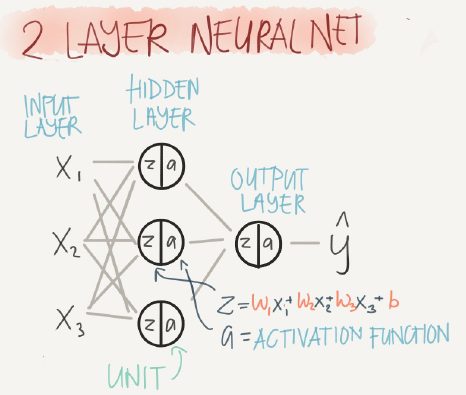 2 LAYER NEURAL NET
INPUT
LAYER
HIDDEN
LAYER
OUTPUT
LAYER
X₁
X₂
X₃
z a
z a
z a
z a
ŷ
Z = W₁X₁ + W₂X₂ + W₃X₃ + b
a = ACTIVATION FUNCTION
UNIT